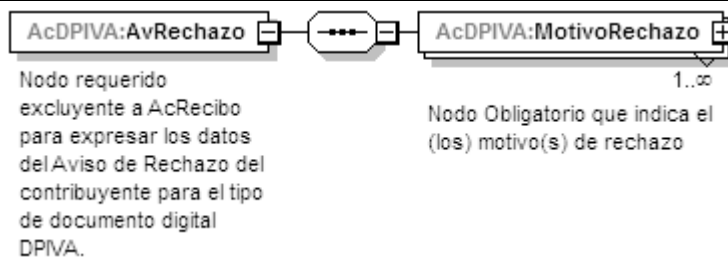 AcDPIVA:AvRechazo
AcDPIVA:MotivoRechazo
1..∞
Nodo requerido
excluyente a AcRecibo
para expresar los datos
del Aviso de Rechazo del
contribuyente para el tipo
de documento digital
DPIVA.
Nodo Obligatorio que indica el
(los) motivo(s) de rechazo